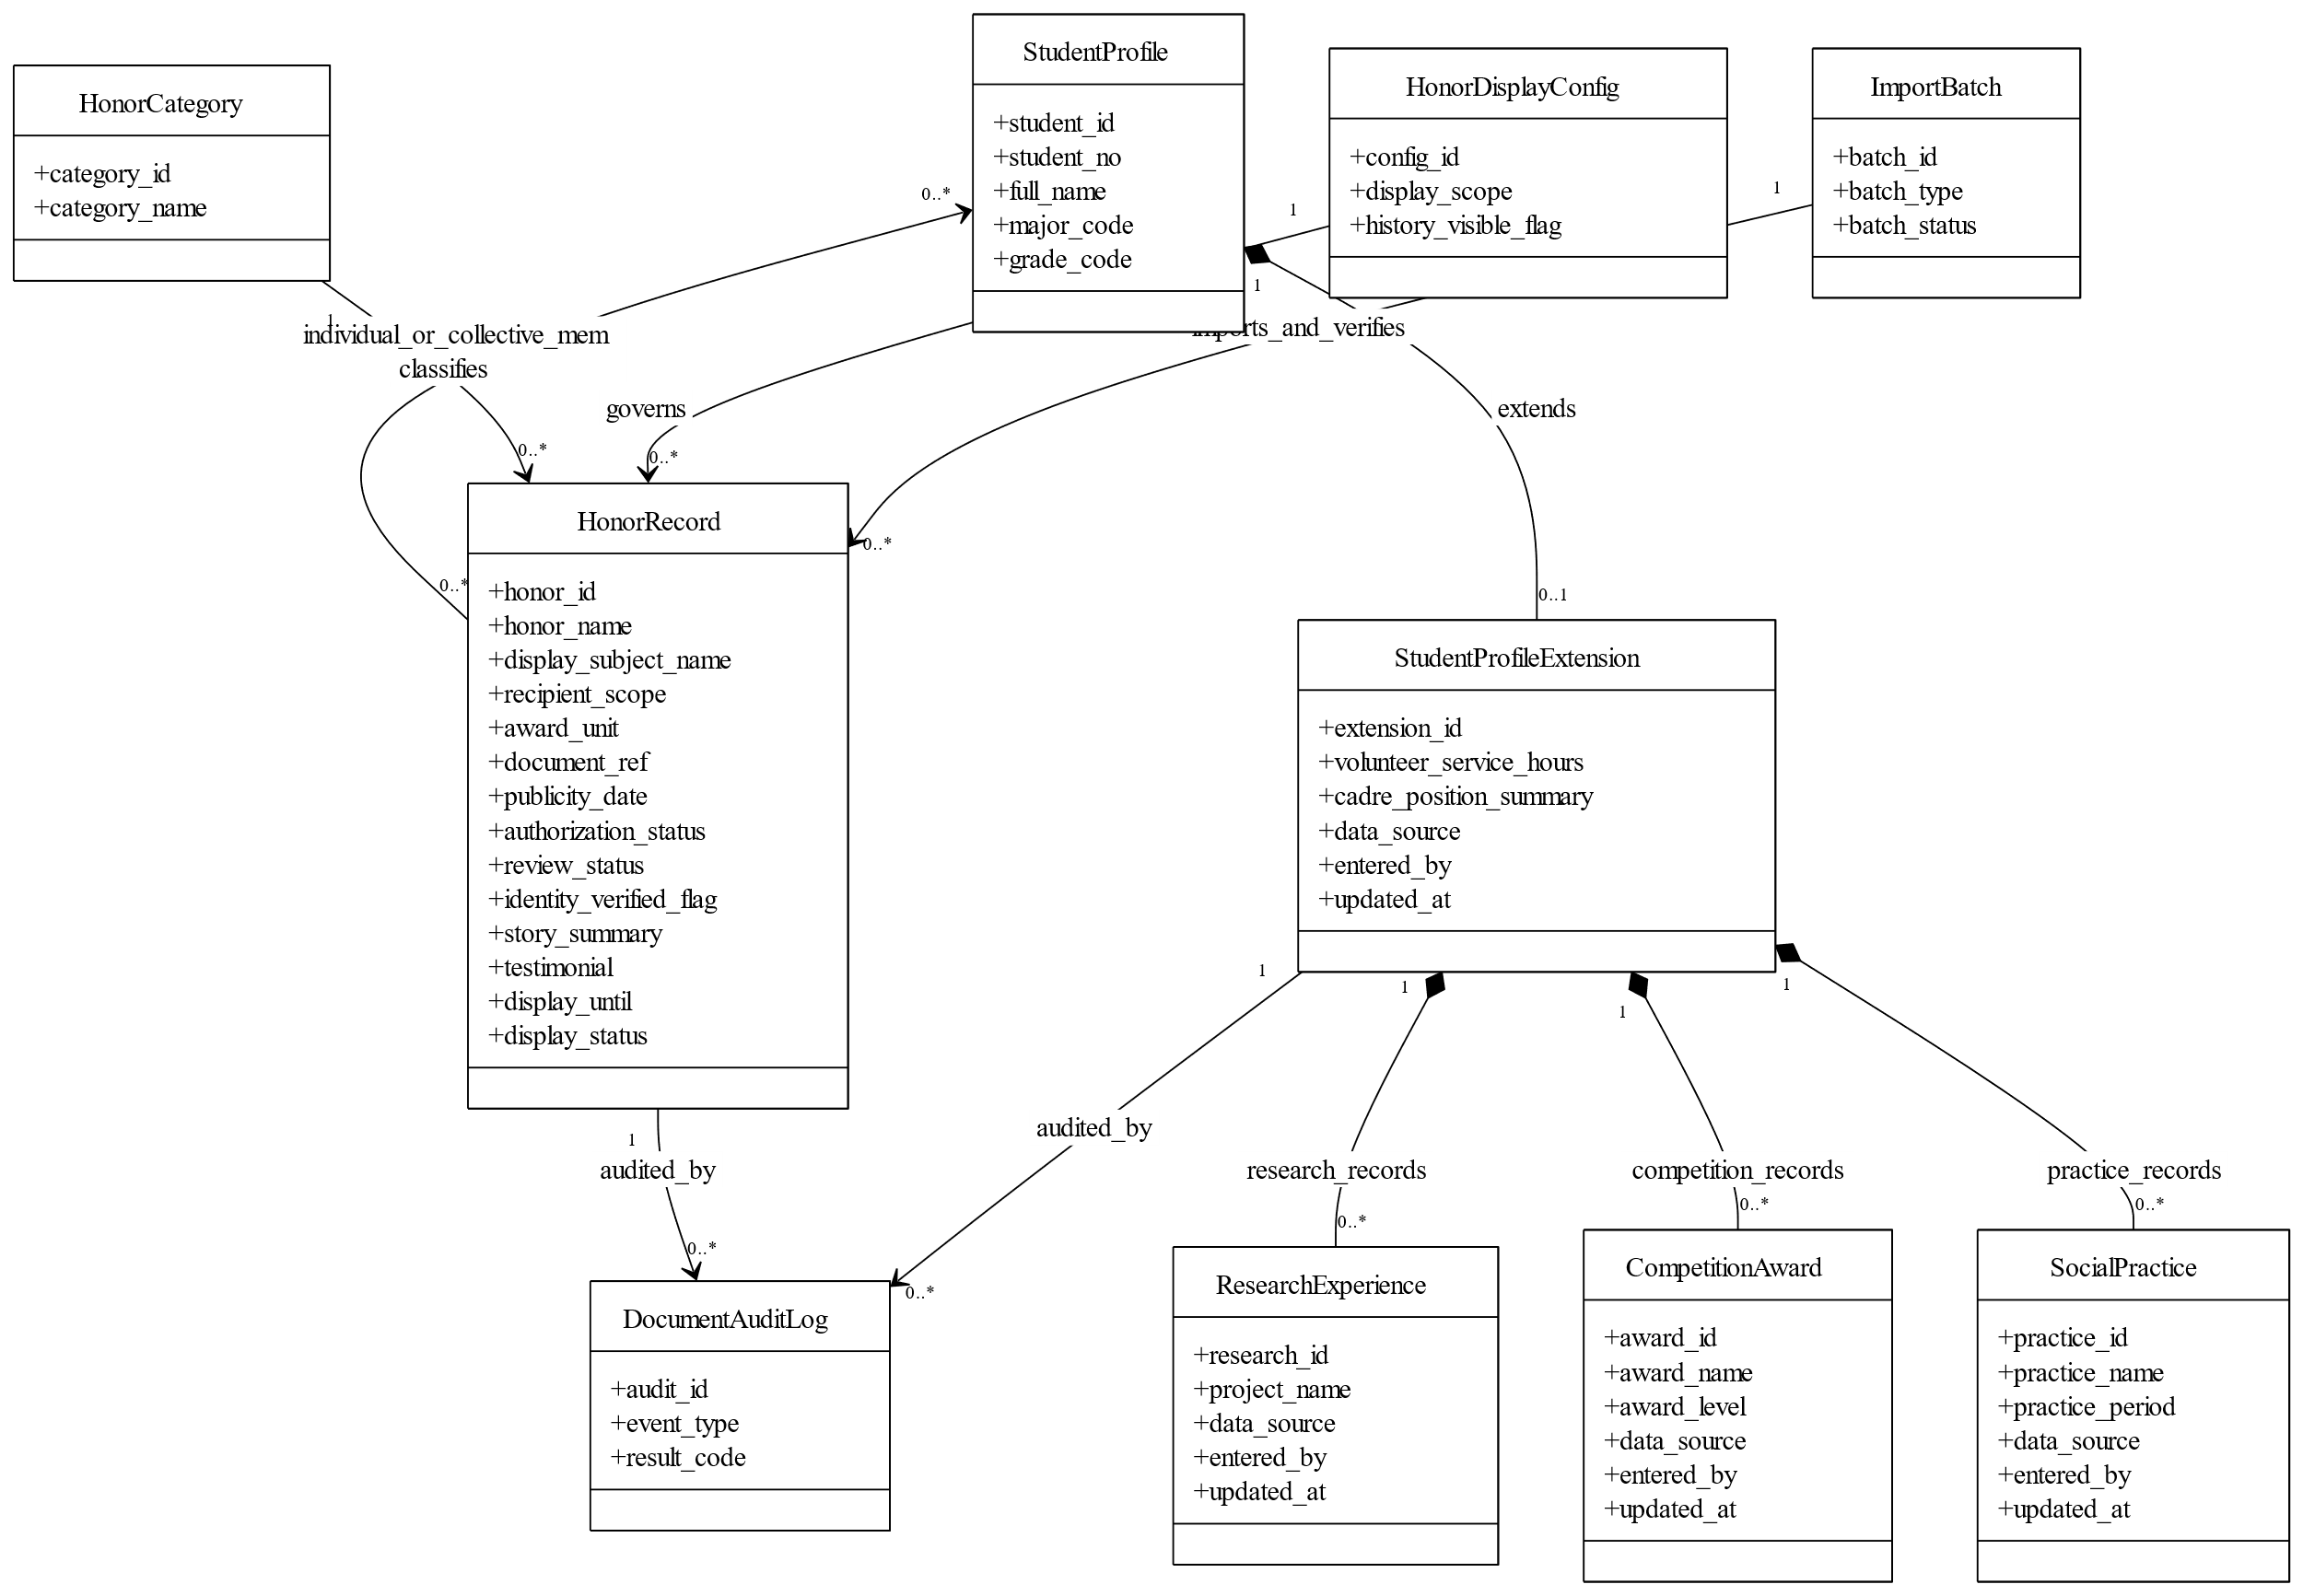 StudentProfile
+student_id
+student_no
+full_name
+major_code
+grade_code
HonorCategory
+category_id
+category_name
HonorDisplayConfig
+config_id
+display_scope
+history_visible_flag
ImportBatch
+batch_id
+batch_type
+batch_status
0..*
1
1
1
1
individual_or_collective_mem
classifies
governs
extends
0..*
0..*
0..*
0..*
0..1
HonorRecord
+honor_id
+honor_name
+display_subject_name
+recipient_scope
+award_unit
+document_ref
+publicity_date
+authorization_status
+review_status
+identity_verified_flag
+story_summary
+testimonial
+display_until
+display_status
StudentProfileExtension
+extension_id
+volunteer_service_hours
+cadre_position_summary
+data_source
+entered_by
+updated_at
1
1
1
1
1
audited_by
audited_by
research_records
competition_records
practice_records
0..*
0..*
0..*
0..*
0..*
DocumentAuditLog
+audit_id
+event_type
+result_code
ResearchExperience
+research_id
+project_name
+data_source
+entered_by
+updated_at
CompetitionAward
+award_id
+award_name
+award_level
+data_source
+entered_by
+updated_at
SocialPractice
+practice_id
+practice_name
+practice_period
+data_source
+entered_by
+updated_at